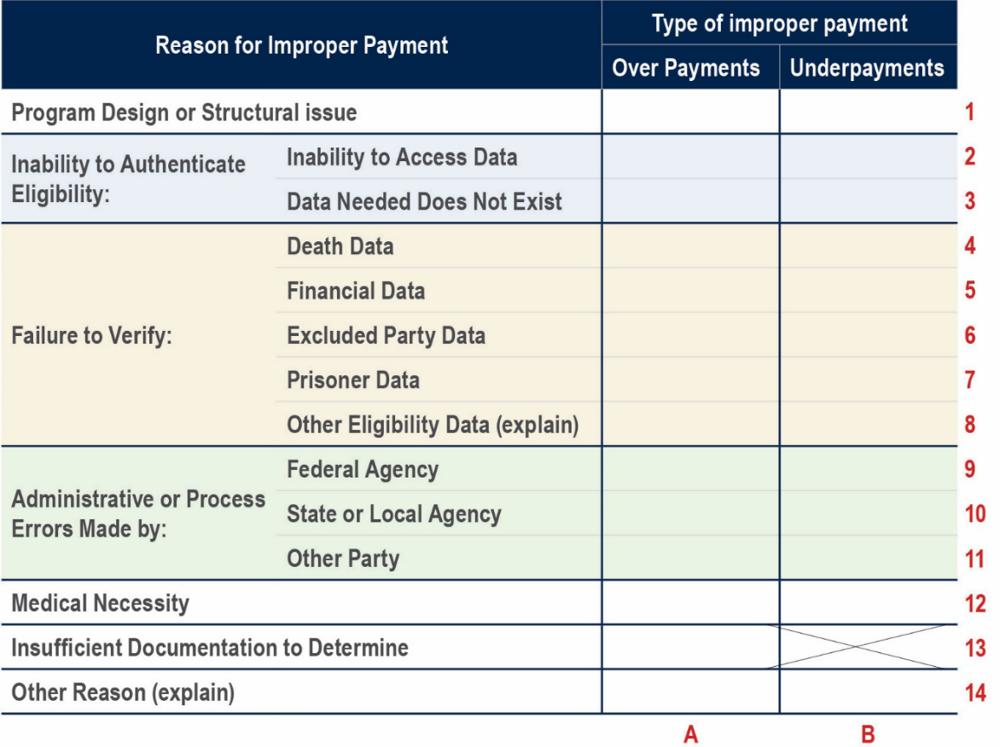 Reason for Improper Payment
Type of improper payment
Over Payments
Underpayments
Program Design or Structural issue
1
Inability to Authenticate
Eligibility:
Inability to Access Data
2
Data Needed Does Not Exist
3
Failure to Verify:
Death Data
4
Financial Data
5
Excluded Party Data
6
Prisoner Data
7
Other Eligibility Data (explain)
8
Administrative or Process
Errors Made by:
Federal Agency
9
State or Local Agency
10
Other Party
11
Medical Necessity
12
Insufficient Documentation to Determine
13
Other Reason (explain)
14
A
B